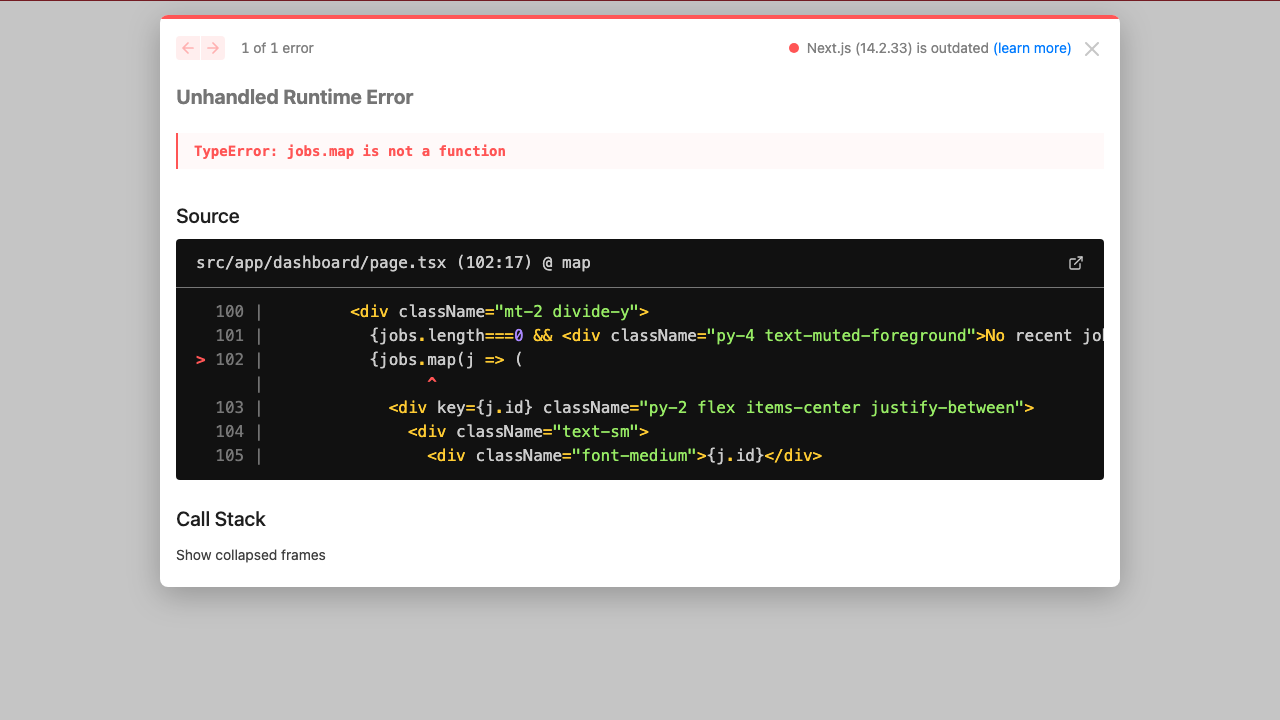 1 of 1 error
Next.js (14.2.33) is outdated (learn more)
Unhandled Runtime Error
TypeError: jobs.map is not a function
Source
src/app/dashboard/page.tsx (102:17) @ map
100 |         <div className="mt-2 divide-y">
101 |           {jobs.length===0 && <div className="py-4 text-muted-foreground">No recent jo
> 102 |           {jobs.map(j => (
|                 ^
103 |             <div key={j.id} className="py-2 flex items-center justify-between">
104 |               <div className="text-sm">
105 |                 <div className="font-medium">{j.id}</div>
Call Stack
Show collapsed frames